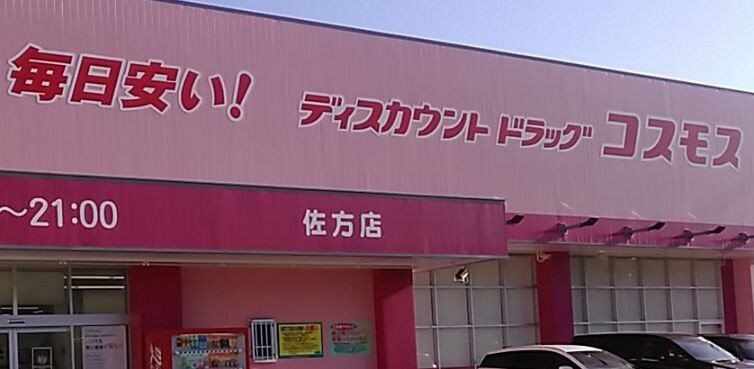 毎日安い! ディスカウント ドラッグ コスモス
~21:00 佐方店